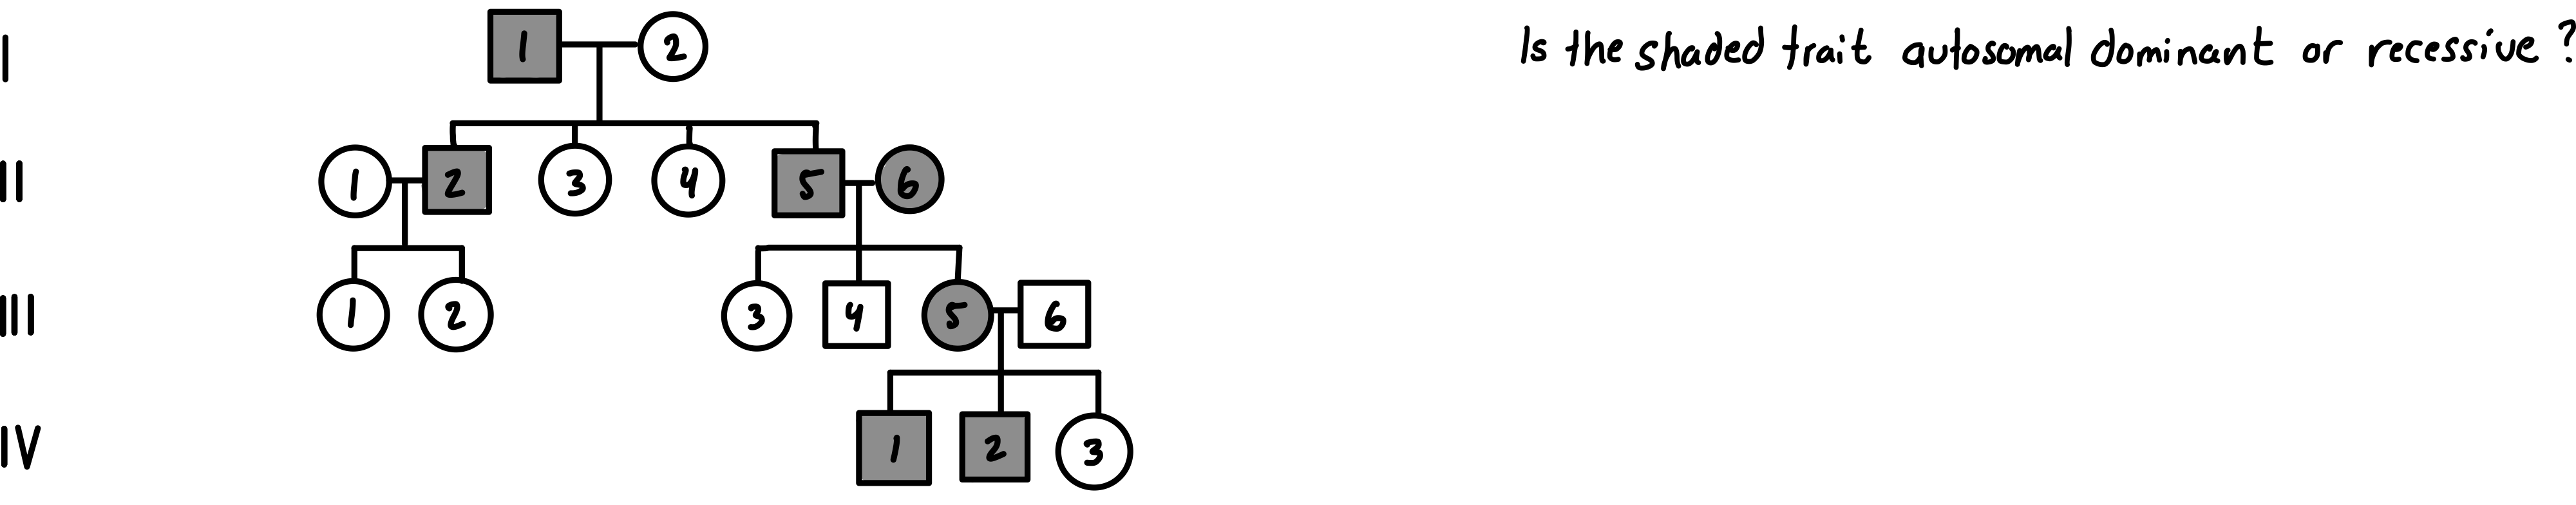 I 1 2 Is the shaded trait autosomal dominant or recessive ?
II 1 2 3 4 5 6
III 1 2 3 4 5 6
IV 1 2 3